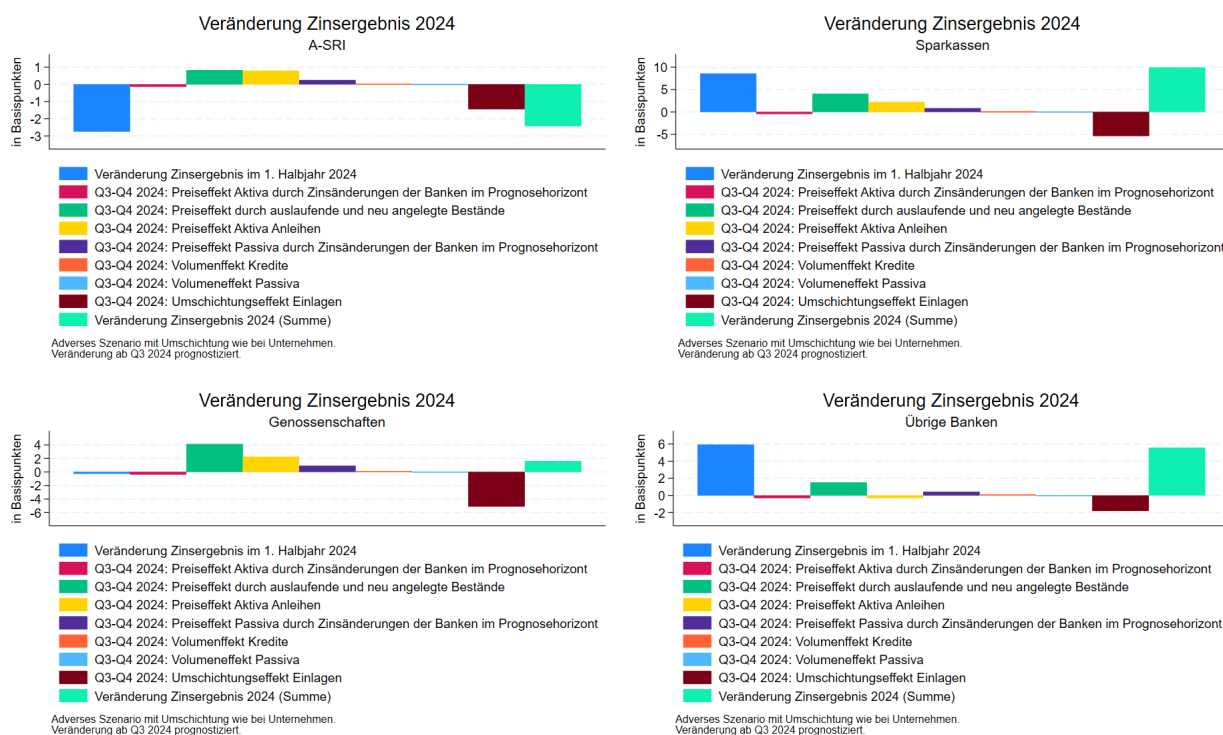 Veränderung Zinsergebnis 2024
A-SRI
in Basispunkten
1
0
-1
-2
-3
Veränderung Zinsergebnis im 1. Halbjahr 2024
Q3-Q4 2024: Preiseffekt Aktiva durch Zinsänderungen der Banken im Prognosehorizont
Q3-Q4 2024: Preiseffekt durch auslaufende und neu angelegte Bestände
Q3-Q4 2024: Preiseffekt Aktiva Anleihen
Q3-Q4 2024: Preiseffekt Passiva durch Zinsänderungen der Banken im Prognosehorizont
Q3-Q4 2024: Volumenffekt Kredite
Q3-Q4 2024: Volumeneffekt Passiva
Q3-Q4 2024: Umschichtungseffekt Einlagen
Veränderung Zinsergebnis 2024 (Summe)
Adverses Szenario mit Umschichtung wie bei Unternehmen.
Veränderung ab Q3 2024 prognostiziert.
Veränderung Zinsergebnis 2024
Sparkassen
in Basispunkten
10
5
0
-5
Veränderung Zinsergebnis im 1. Halbjahr 2024
Q3-Q4 2024: Preiseffekt Aktiva durch Zinsänderungen der Banken im Prognosehorizont
Q3-Q4 2024: Preiseffekt durch auslaufende und neu angelegte Bestände
Q3-Q4 2024: Preiseffekt Aktiva Anleihen
Q3-Q4 2024: Preiseffekt Passiva durch Zinsänderungen der Banken im Prognosehorizont
Q3-Q4 2024: Volumenffekt Kredite
Q3-Q4 2024: Volumeneffekt Passiva
Q3-Q4 2024: Umschichtungseffekt Einlagen
Veränderung Zinsergebnis 2024 (Summe)
Adverses Szenario mit Umschichtung wie bei Unternehmen.
Veränderung ab Q3 2024 prognostiziert.
Veränderung Zinsergebnis 2024
Genossenschaften
in Basispunkten
4
2
0
-2
-4
-6
Veränderung Zinsergebnis im 1. Halbjahr 2024
Q3-Q4 2024: Preiseffekt Aktiva durch Zinsänderungen der Banken im Prognosehorizont
Q3-Q4 2024: Preiseffekt durch auslaufende und neu angelegte Bestände
Q3-Q4 2024: Preiseffekt Aktiva Anleihen
Q3-Q4 2024: Preiseffekt Passiva durch Zinsänderungen der Banken im Prognosehorizont
Q3-Q4 2024: Volumenffekt Kredite
Q3-Q4 2024: Volumeneffekt Passiva
Q3-Q4 2024: Umschichtungseffekt Einlagen
Veränderung Zinsergebnis 2024 (Summe)
Adverses Szenario mit Umschichtung wie bei Unternehmen.
Veränderung ab Q3 2024 prognostiziert.
Veränderung Zinsergebnis 2024
Übrige Banken
in Basispunkten
6
4
2
0
-2
Veränderung Zinsergebnis im 1. Halbjahr 2024
Q3-Q4 2024: Preiseffekt Aktiva durch Zinsänderungen der Banken im Prognosehorizont
Q3-Q4 2024: Preiseffekt durch auslaufende und neu angelegte Bestände
Q3-Q4 2024: Preiseffekt Aktiva Anleihen
Q3-Q4 2024: Preiseffekt Passiva durch Zinsänderungen der Banken im Prognosehorizont
Q3-Q4 2024: Volumenffekt Kredite
Q3-Q4 2024: Volumeneffekt Passiva
Q3-Q4 2024: Umschichtungseffekt Einlagen
Veränderung Zinsergebnis 2024 (Summe)
Adverses Szenario mit Umschichtung wie bei Unternehmen.
Veränderung ab Q3 2024 prognostiziert.